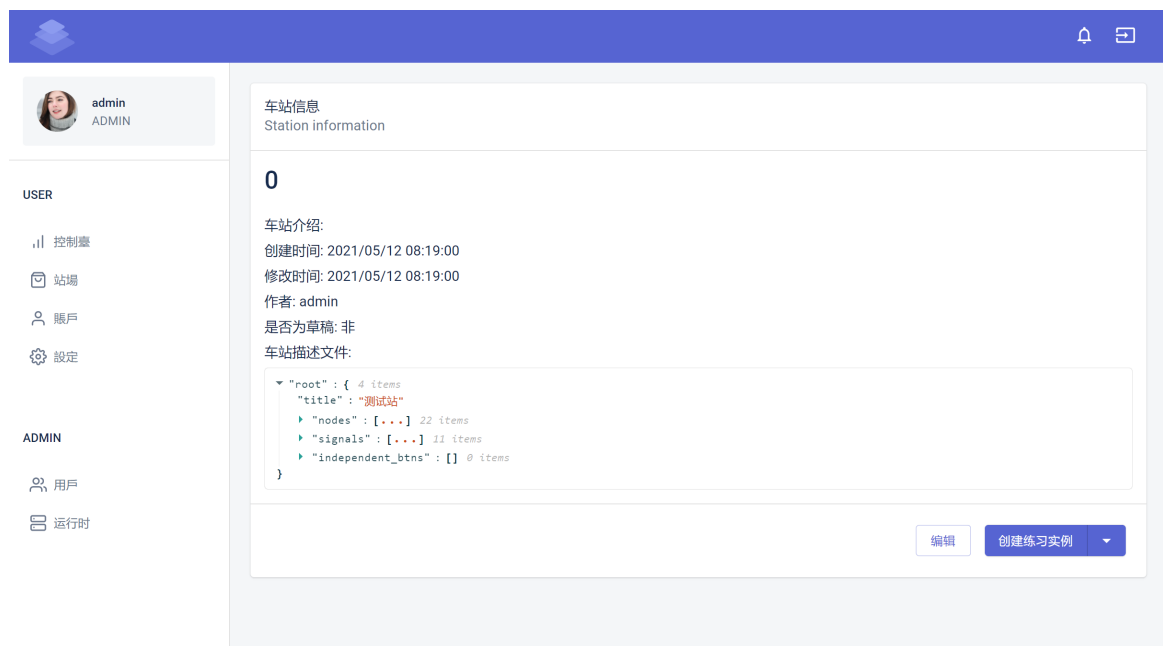 admin
ADMIN
USER
控制臺
站場
賬戶
設定
ADMIN
用戶
运行时
车站信息
Station information
0
车站介绍:
创建时间: 2021/05/12 08:19:00
修改时间: 2021/05/12 08:19:00
作者: admin
是否为草稿: 非
车站描述文件:
"root" : { 4 items
"title" : "测试站"
"nodes" : [...] 22 items
"signals" : [...] 11 items
"independent_btns" : [] 0 items
}
编辑
创建练习实例